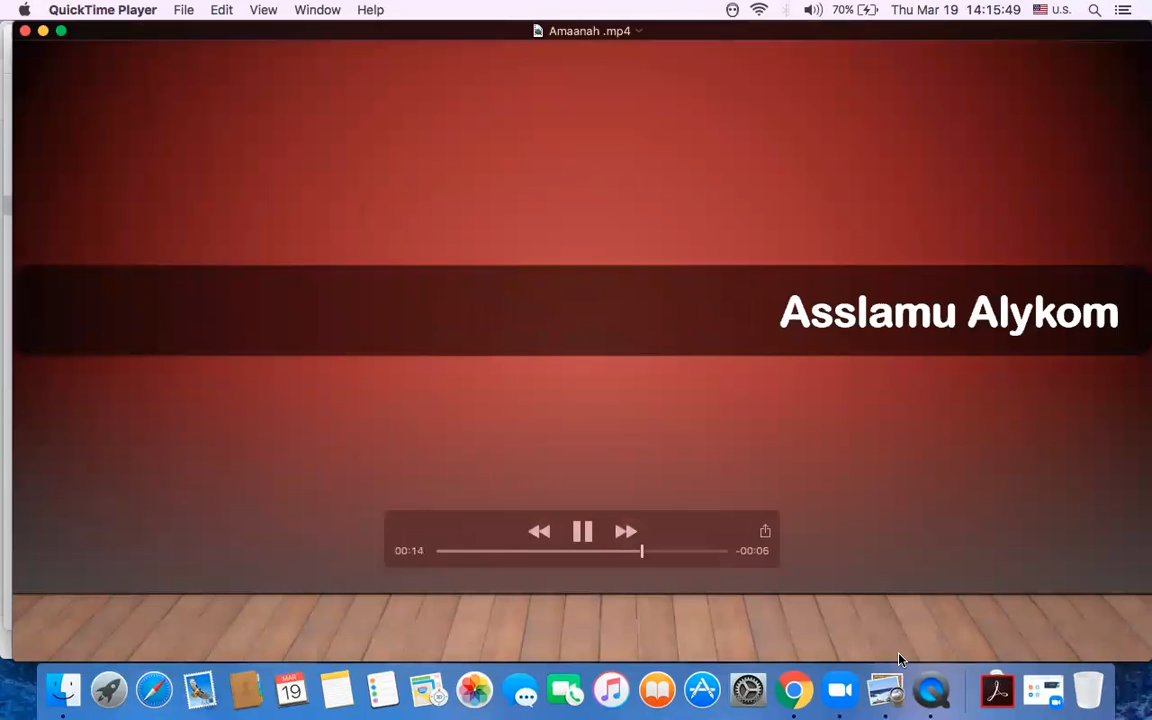 QuickTime Player File Edit View Window Help 70% Thu Mar 19 14:15:49 U.S.
Amaanah .mp4
Asslamu Alykom
00:14 -00:06
MAR
19